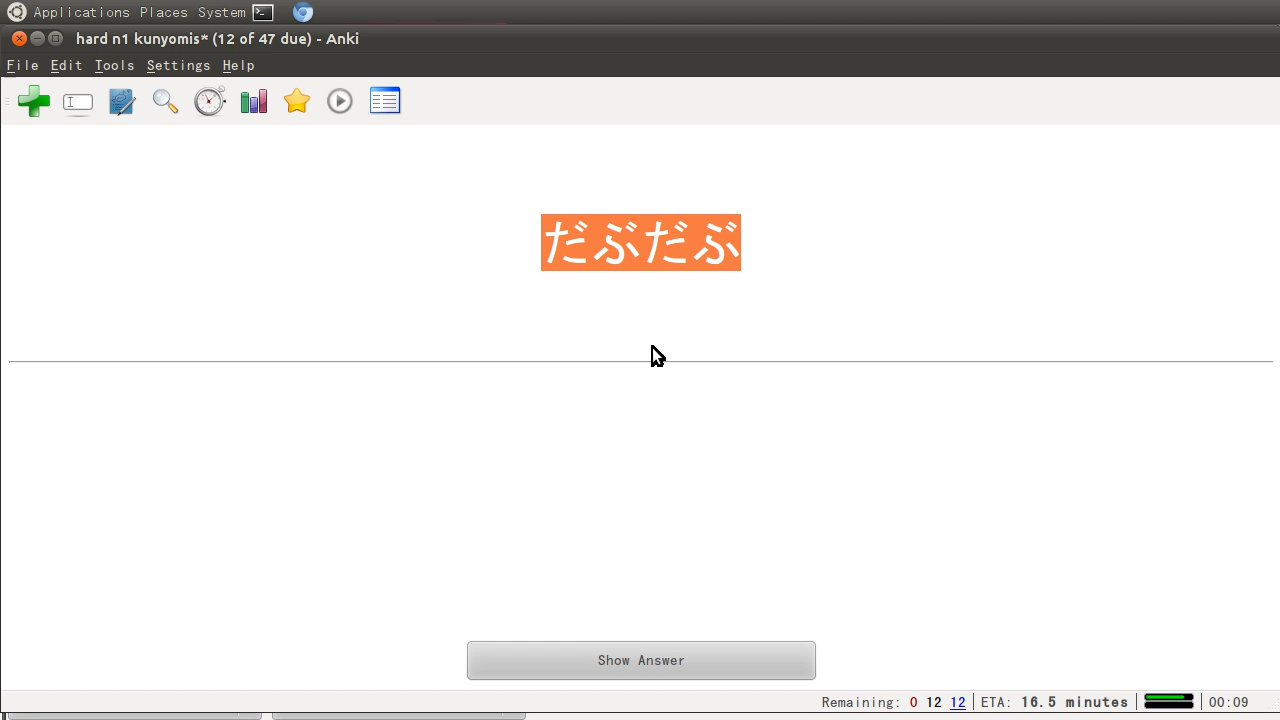 Applications Places System
hard n1 kunyomis* (12 of 47 due) - Anki
File Edit Tools Settings Help
だぶだぶ
Show Answer
Remaining: 0 12 12 ETA: 16.5 minutes 00:09